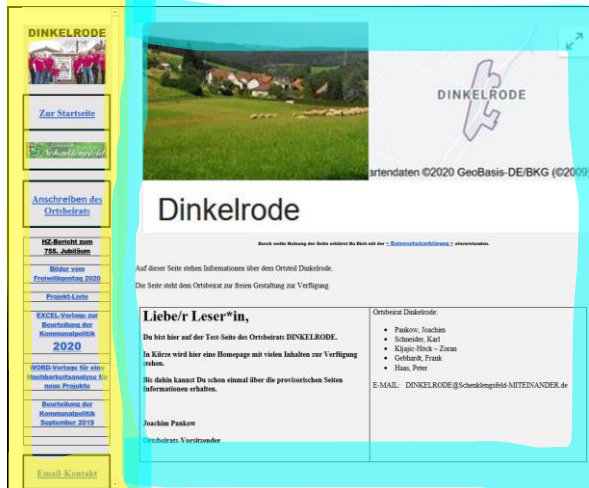 DINKELRODE
Zur Startseite
Schenklengsfeld
Anschreiben des
Ortsbeirats
HZ-Bericht zum
755. Jubiläum
Bilder vom
Freiwilligentag 2020
Projekt-Liste
EXCEL-Vorlage zur
Beurteilung der
Kommunalpolitik
2020
WORD-Vorlage für eine
Machbarkeitsanalyse für
neue Projekte
Beurteilung der
Kommunalpolitik
September 2019
Email-Kontakt
DINKELRODE
artendaten ©2020 GeoBasis-DE/BKG (©2009)
Dinkelrode
Durch weite Nutzung der Seite erklärst Du Dich mit der - Datenschutzerklärung - einverstanden.
Auf dieser Seite stehen Informationen über dem Ortsteil Dinkelrode.
Die Seite steht dem Ortsbeirat zur freien Gestaltung zur Verfügung.
Liebe/r Leser*in,
Du bist hier auf der Test-Seite des Ortsbeirats DINKELRODE.
In Kürze wird hier eine Homepage mit vielen Inhalten zur Verfügung
stehen.
Bis dahin kannst Du schon einmal über die provisorischen Seiten
Informationen erhalten.
Joachim Pankow
Ortsbeirats-Vorsitzender
Ortsbeirat Dinkelrode:
Pankow, Joachim
Schneider, Karl
Kljajic-Höck – Zoran
Gebhardt, Frank
Haas, Peter
E-MAIL: DINKELRODE@Schenklengsfeld-MITEINANDER.de